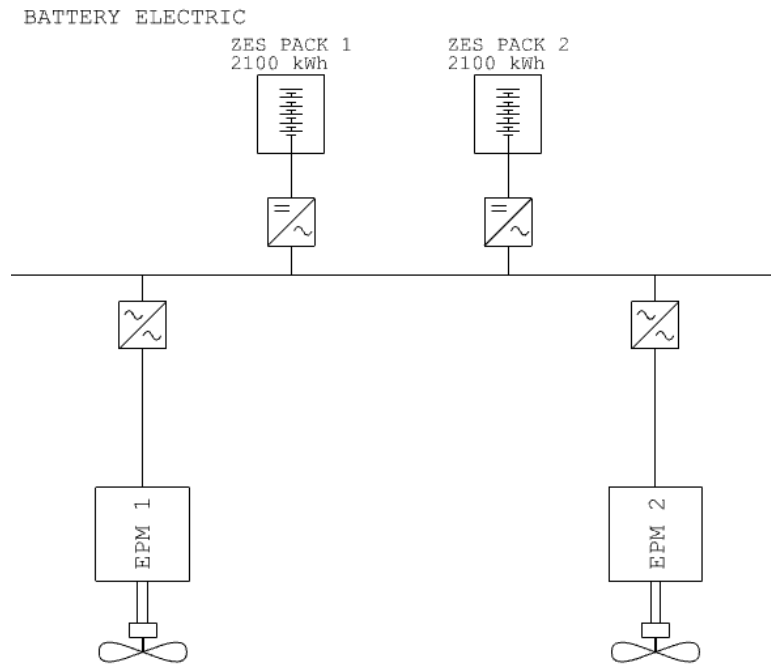 BATTERY ELECTRIC
ZES PACK 1
2100 kWh
ZES PACK 2
2100 kWh
EPM 1
EPM 2